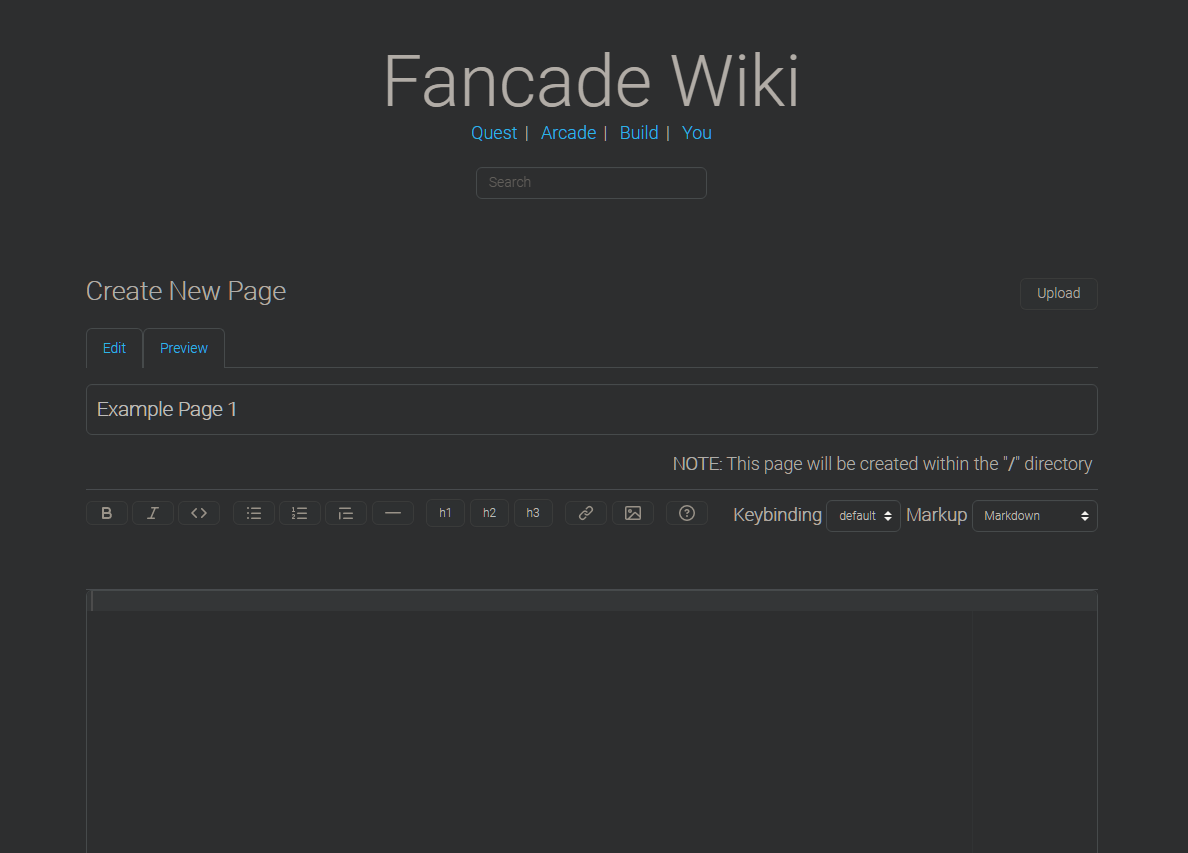 Fancade Wiki
Quest | Arcade | Build | You
Search
Create New Page
Upload
Edit Preview
Example Page 1
NOTE: This page will be created within the "/" directory
B I <> h1 h2 h3 Keybinding default Markup Markdown